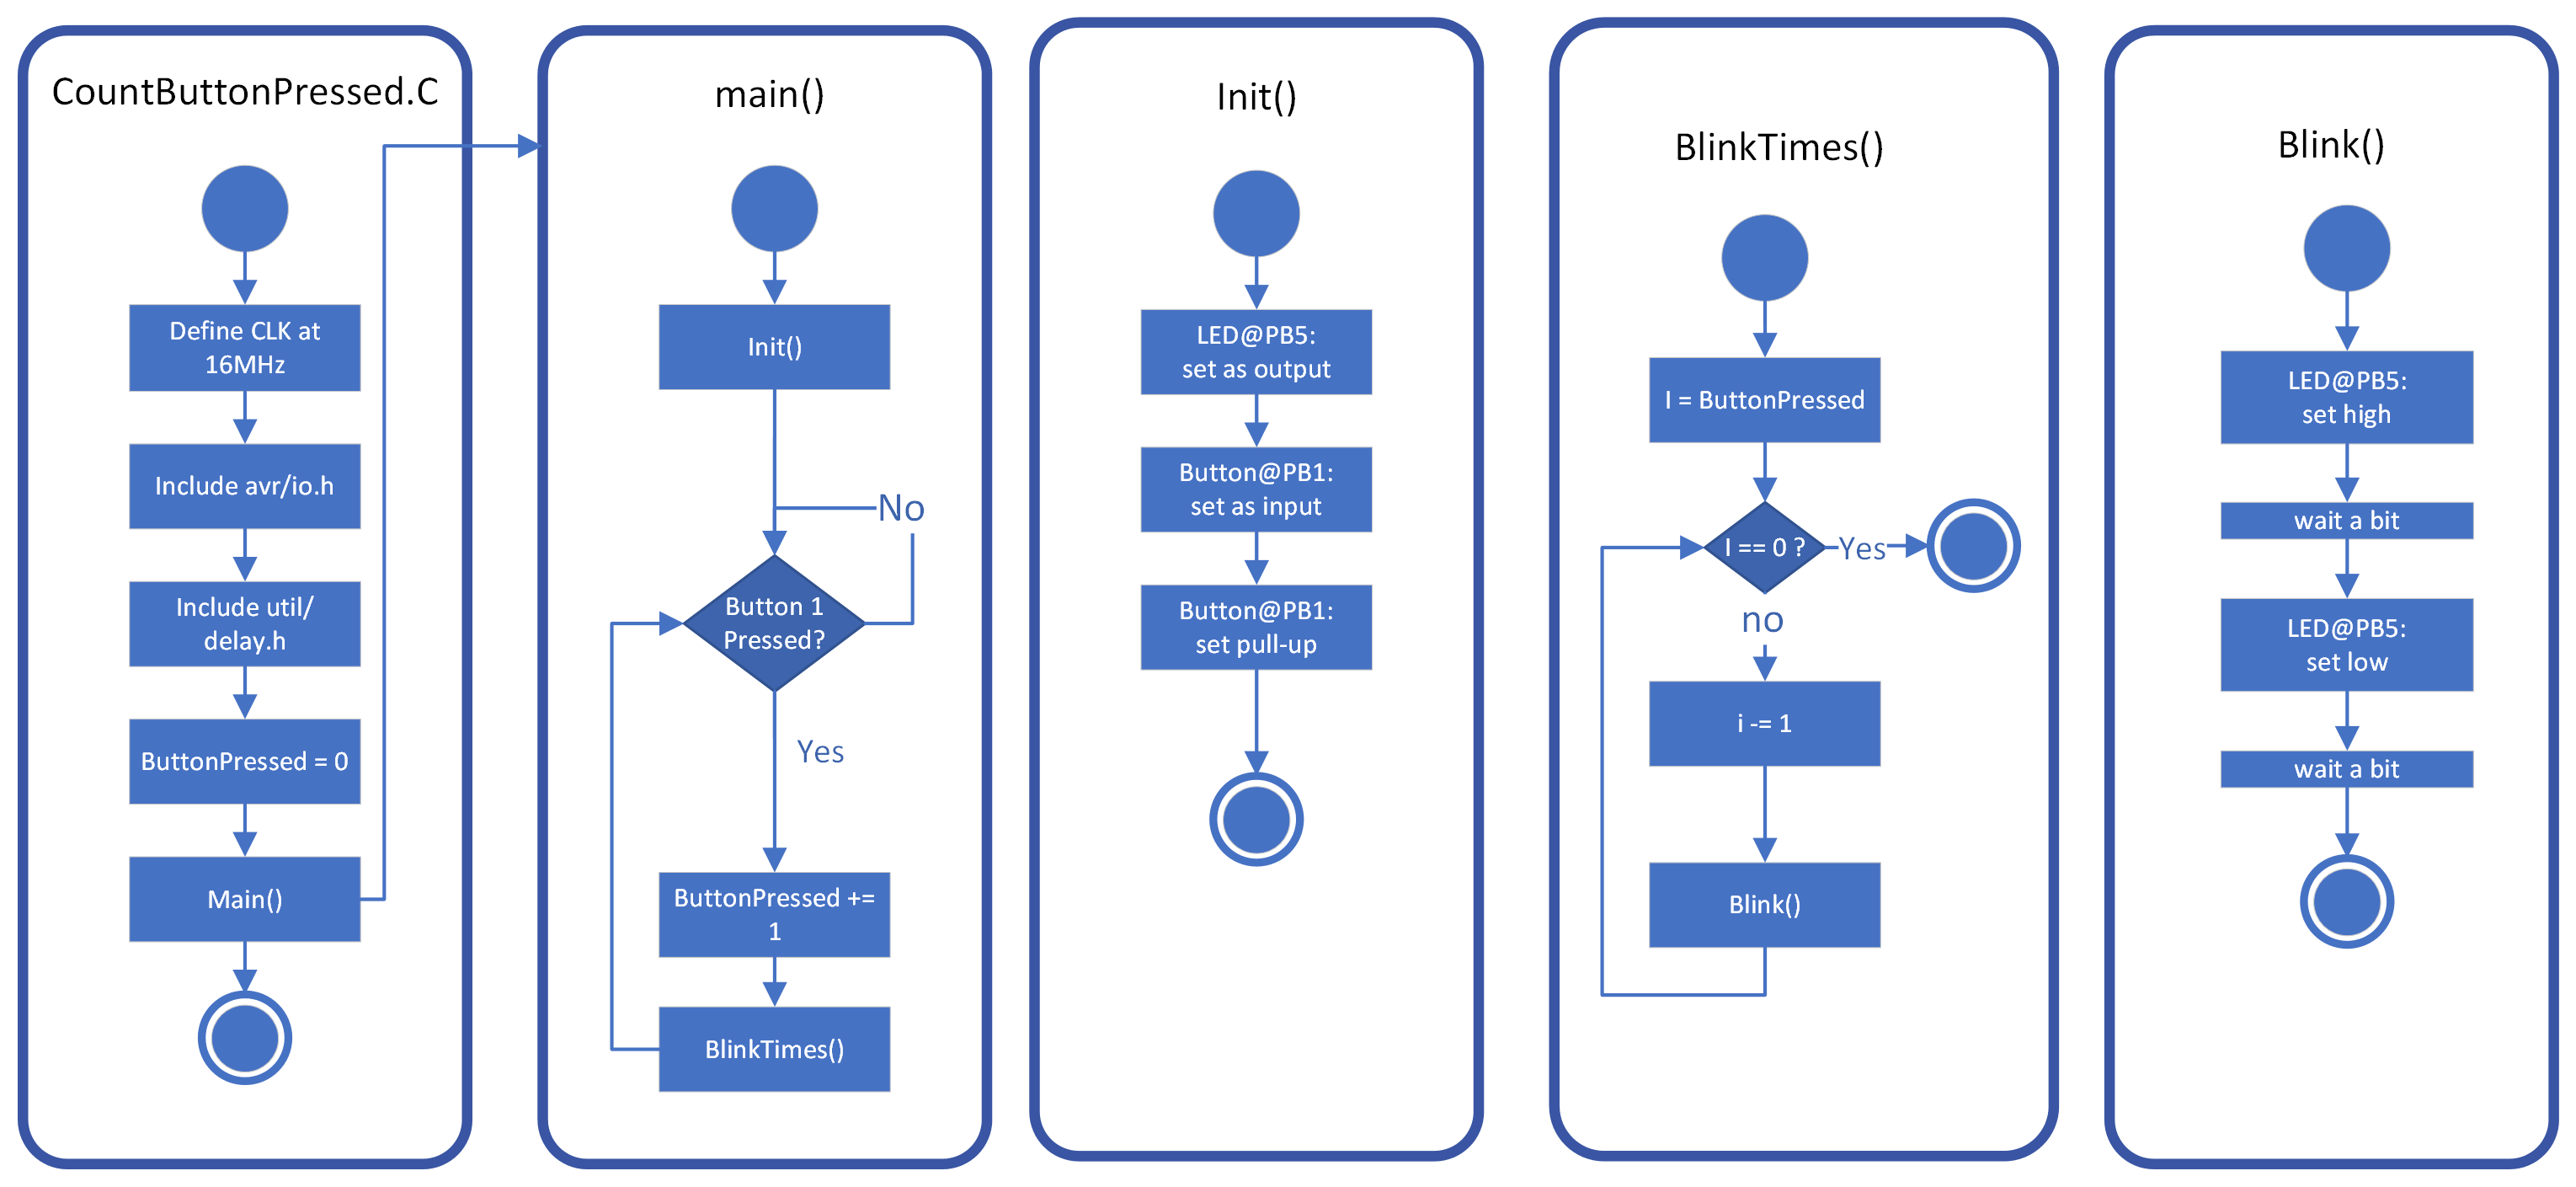 CountButtonPressed.C
Define CLK at
16MHz
Include avr/io.h
Include util/
delay.h
ButtonPressed = 0
Main()
main()
Init()
No
Button 1
Pressed?
Yes
ButtonPressed +=
1
BlinkTimes()
Init()
LED@PB5:
set as output
Button@PB1:
set as input
Button@PB1:
set pull-up
BlinkTimes()
I = ButtonPressed
I == 0 ?
Yes
no
i -= 1
Blink()
Blink()
LED@PB5:
set high
wait a bit
LED@PB5:
set low
wait a bit